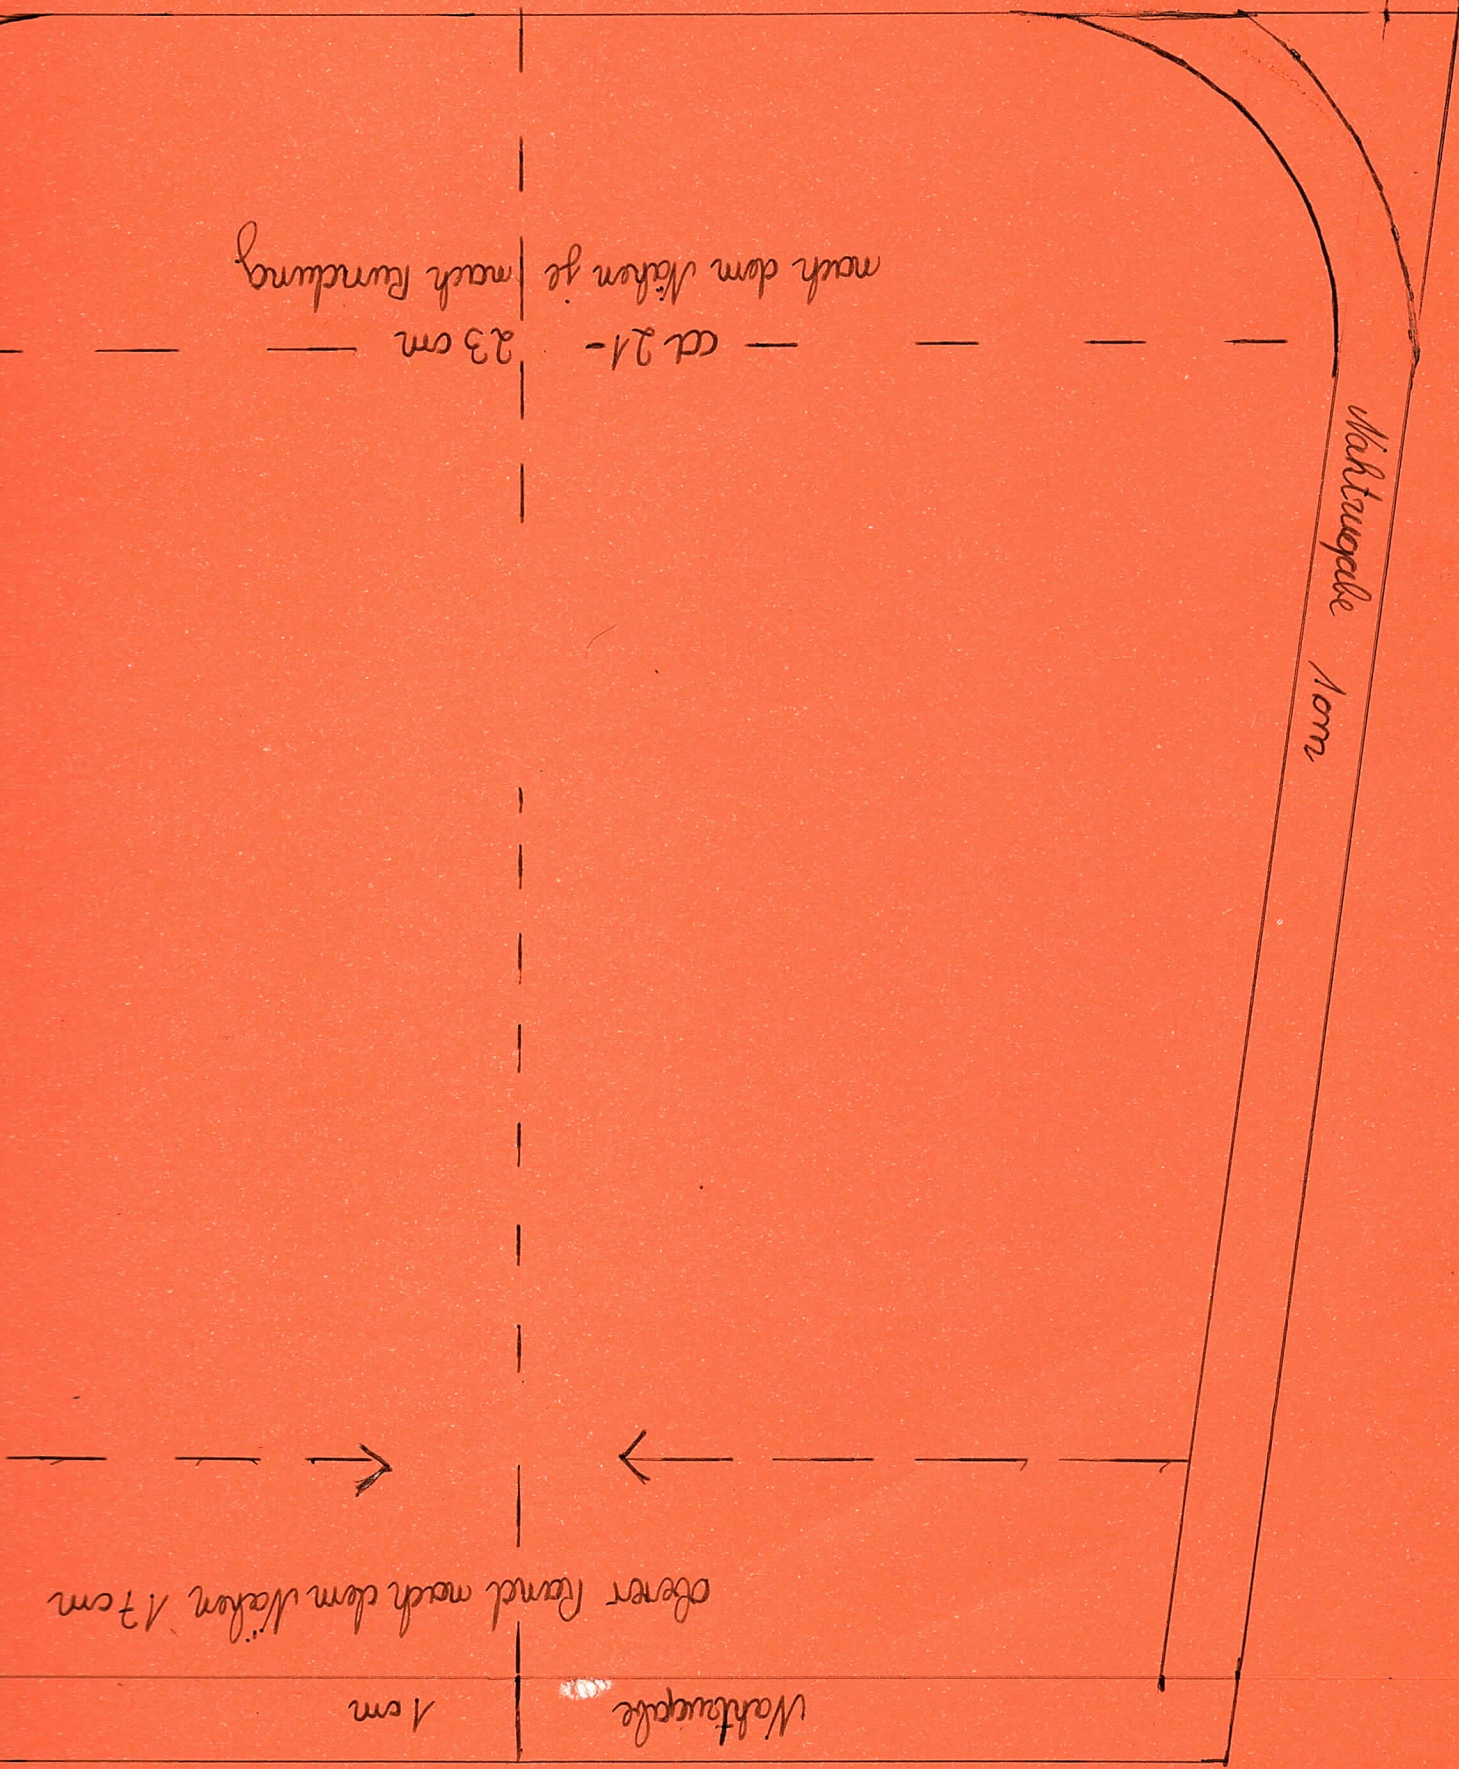 Nahtzugabe 1 cm
oberer Rand nach dem Nähen 17 cm
Nahtzugabe 1cm
ca 21- 23 cm
nach dem Nähen je nach Rundung